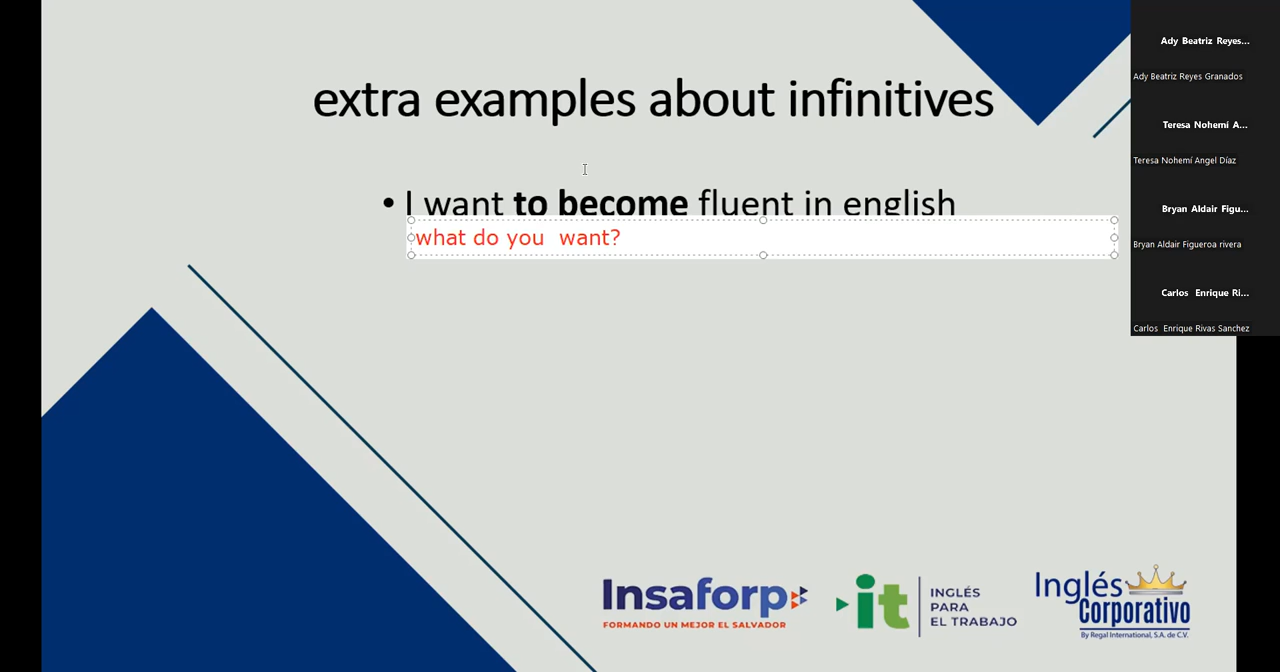 extra examples about infinitives
• I want to become fluent in english
what do you  want?
Ady Beatriz Reyes...
Ady Beatriz Reyes Granados
Teresa Nohemí A...
Teresa Nohemí Angel Díaz
Bryan Aldair Figu...
Bryan Aldair Figueroa rivera
Carlos  Enrique Ri...
Carlos  Enrique Rivas Sanchez
Insaforp
FORMANDO UN MEJOR EL SALVADOR
it
INGLÉS
PARA
EL TRABAJO
Inglés
Corporativo
By Regal International, S.A. de C.V.